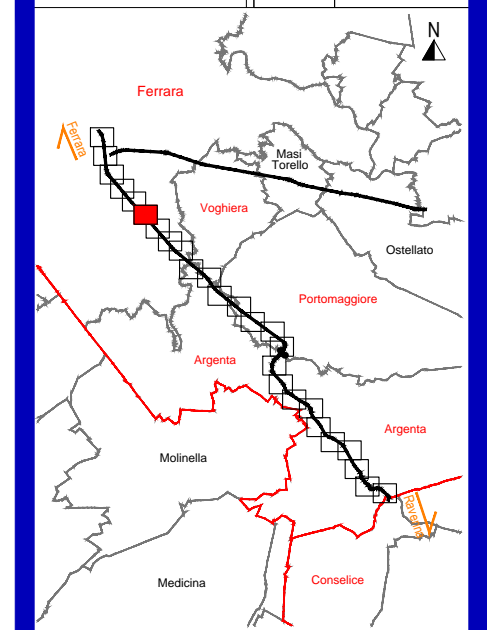 N
Ferrara
Ferrara
Masi
Torello
Voghiera
Ostellato
Portomaggiore
Argenta
Argenta
Molinella
Ravenna
Medicina
Conselice